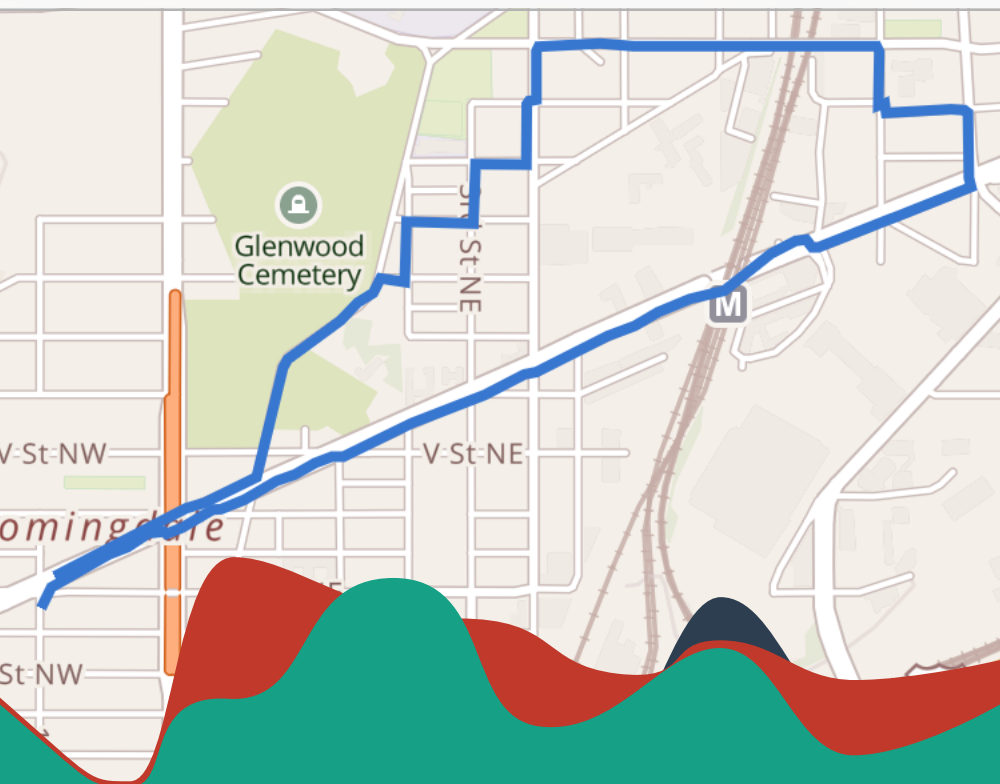 Glenwood
Cemetery
St NE
M
V St NW
V St NE
omingdale
St NW